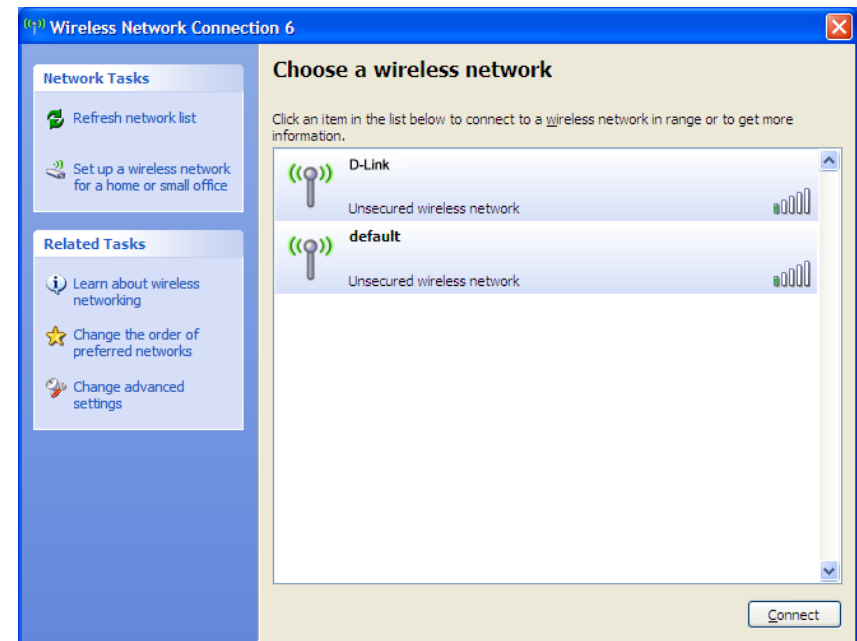 Wireless Network Connection 6
Network Tasks
Refresh network list
Set up a wireless network
for a home or small office
Related Tasks
Learn about wireless
networking
Change the order of
preferred networks
Change advanced
settings
Choose a wireless network
Click an item in the list below to connect to a wireless network in range or to get more
information.
D-Link
Unsecured wireless network
default
Unsecured wireless network
Connect